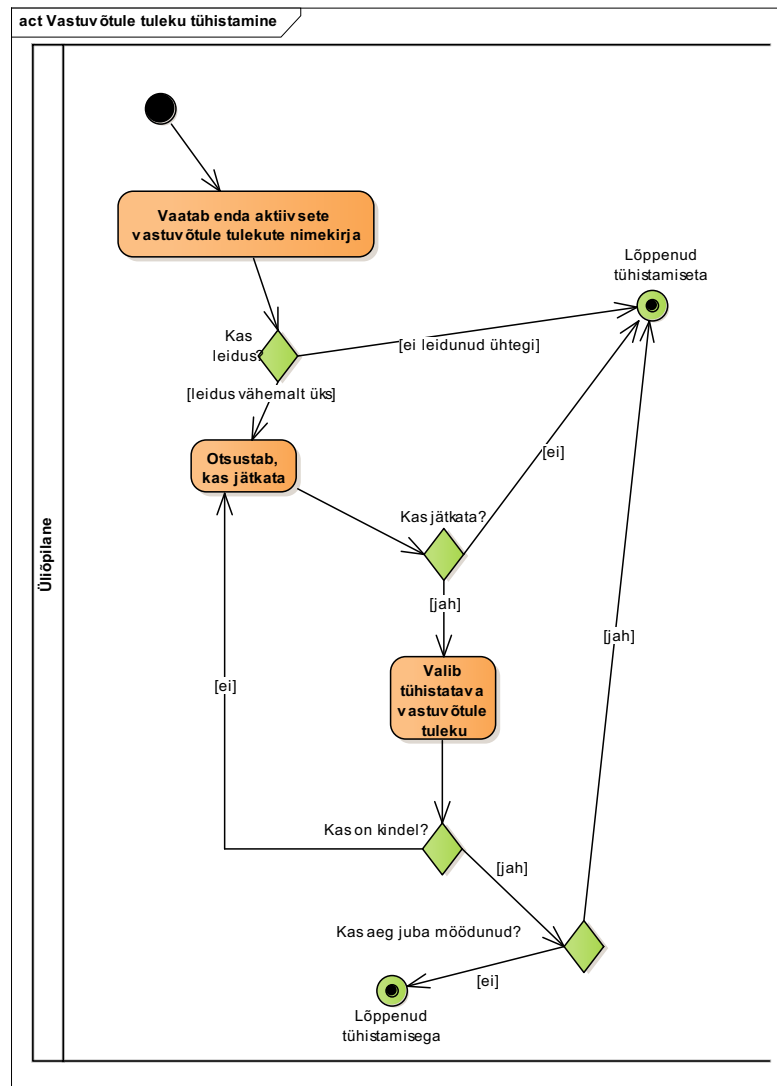 act Vastuvõtule tuleku tühistamine
Üliõpilane
Vaatab enda aktiivsete
vastuvõtule tulekute nimekirja
Lõppenud
tühistamiseta
Kas
leidus?
[ei leidunud ühtegi]
[leidus vähemalt üks]
Otsustab,
kas jätkata
[ei]
Kas jätkata?
[jah]
[jah]
Valib
tühistatava
vastuvõtule
tuleku
[ei]
Kas on kindel?
[jah]
Kas aeg juba möödunud?
[ei]
Lõppenud
tühistamisega